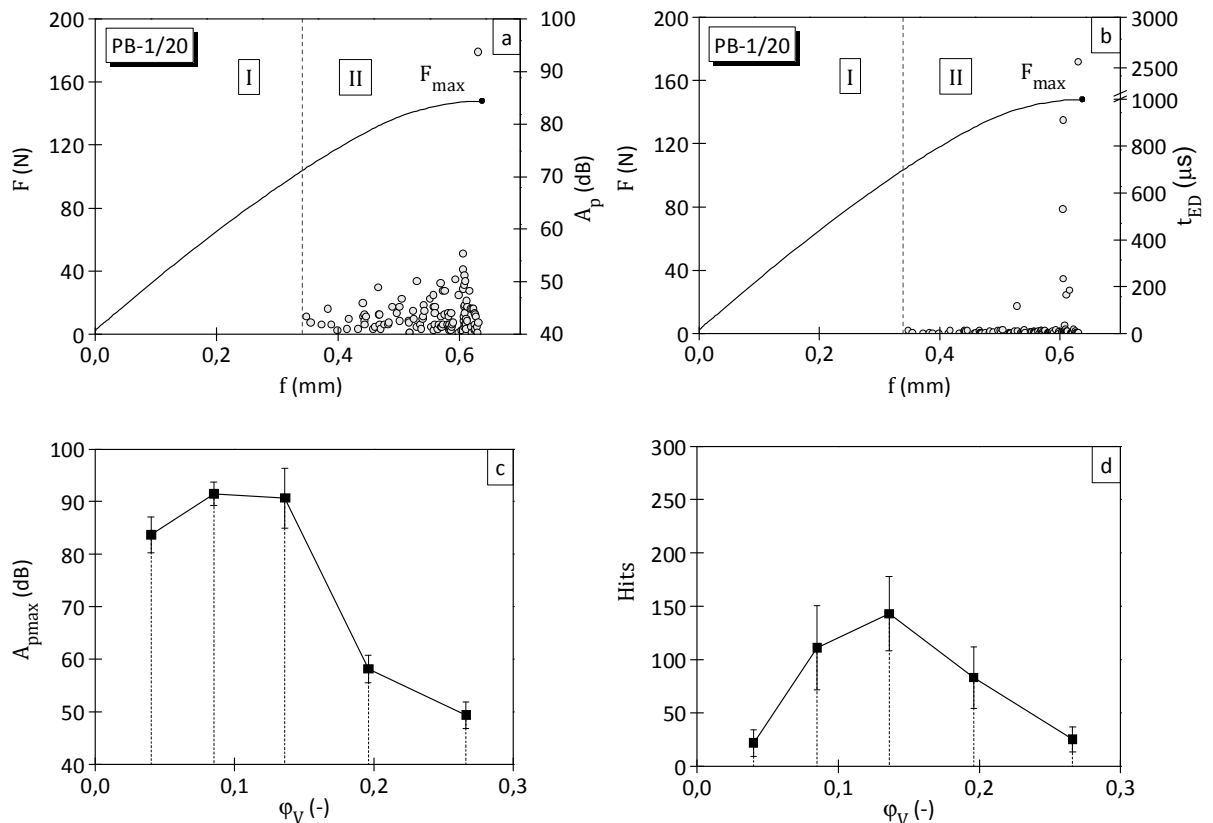 PB-1/20
a
I
II
F_max
F (N)
200
160
120
80
40
0
100
90
80
70
60
50
40
A_p (dB)
0,0 0,2 0,4 0,6
f (mm)
PB-1/20
b
I
II
F_max
F (N)
200
160
120
80
40
0
3000
2500
1000
800
600
400
200
0
t_ED (μs)
0,0 0,2 0,4 0,6
f (mm)
c
A_pmax (dB)
100
90
80
70
60
50
40
0,0 0,1 0,2 0,3
φ_V (-)
d
Hits
300
250
200
150
100
50
0
0,0 0,1 0,2 0,3
φ_V (-)